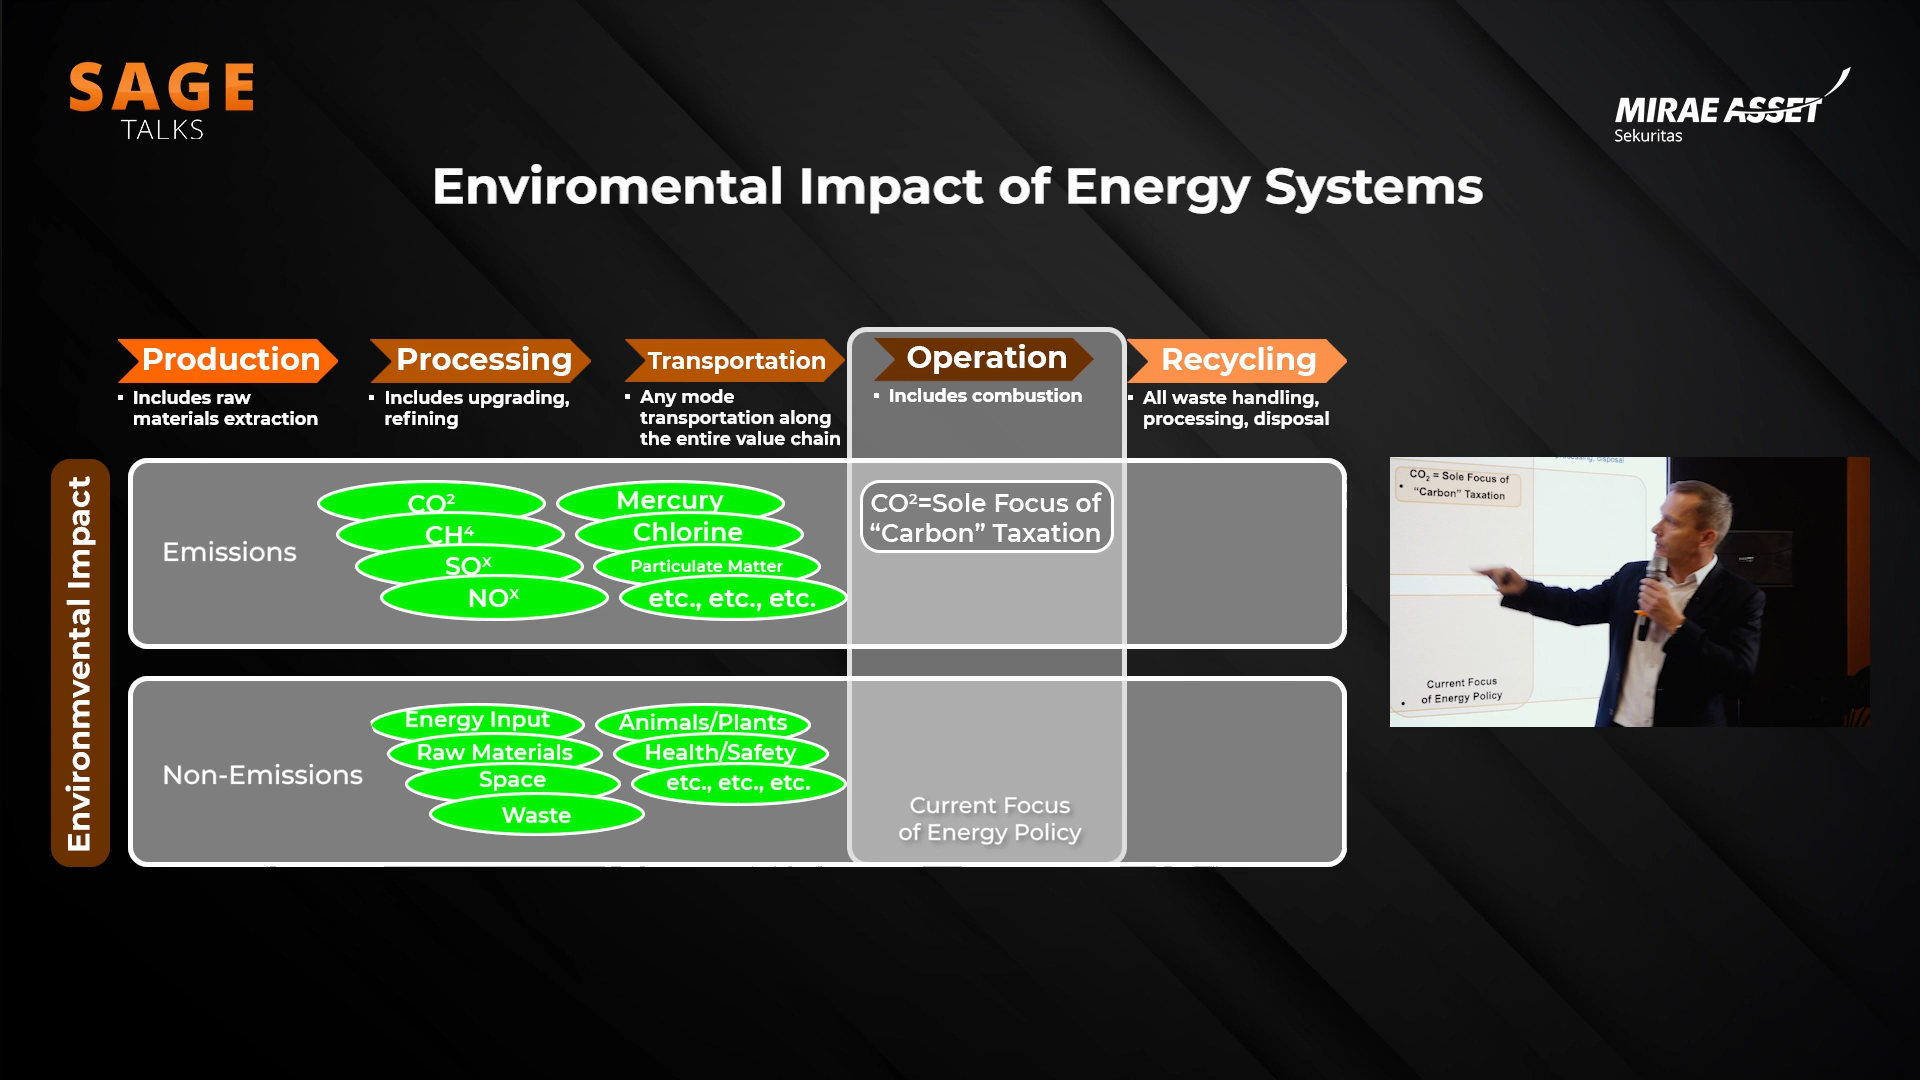 SAGE
TALKS
MIRAE ASSET
Sekuritas
Enviromental Impact of Energy Systems
Production
▪ Includes raw
materials extraction
Processing
▪ Includes upgrading,
refining
Transportation
▪ Any mode
transportation along
the entire value chain
Operation
▪ Includes combustion
Recycling
▪ All waste handling,
processing, disposal
Environmvental Impact
Emissions
CO²
CH⁴
SOˣ
NOˣ
Mercury
Chlorine
Particulate Matter
etc., etc., etc.
CO²=Sole Focus of
“Carbon” Taxation
Non-Emissions
Energy Input
Raw Materials
Space
Waste
Animals/Plants
Health/Safety
etc., etc., etc.
Current Focus
of Energy Policy
processing, disposal
CO₂ = Sole Focus of
“Carbon” Taxation
Current Focus
of Energy Policy